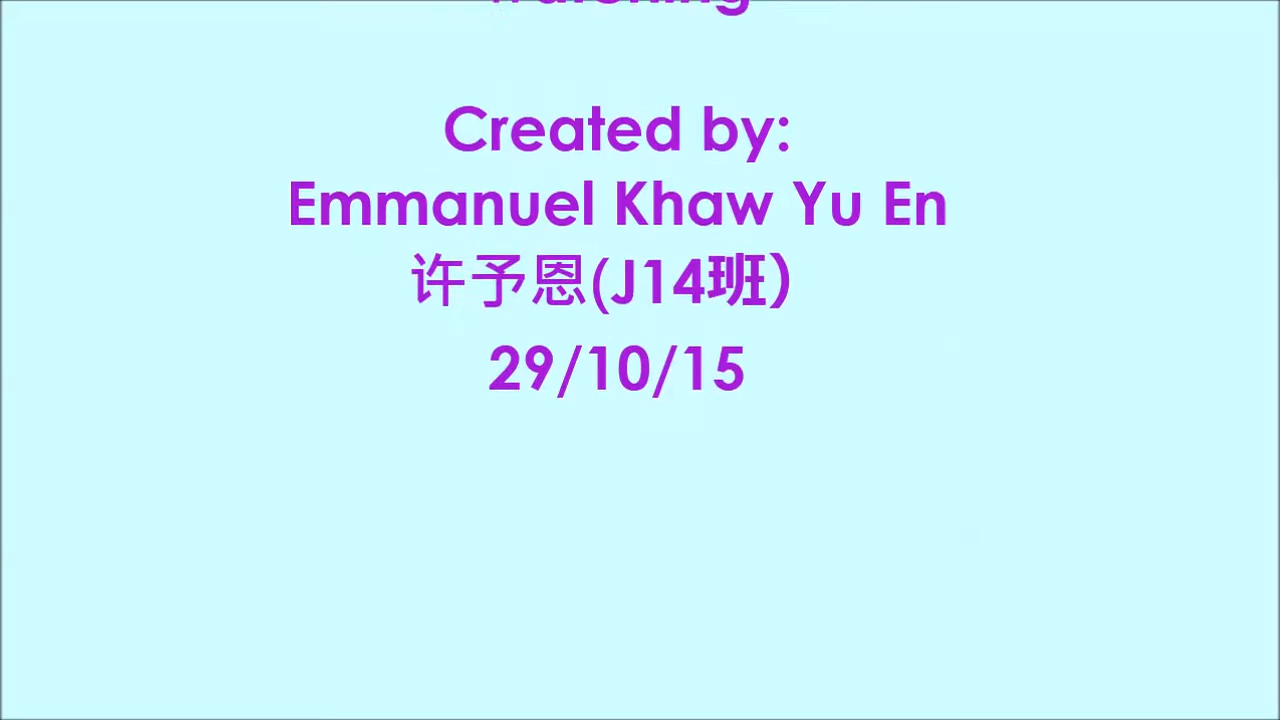 Created by:
Emmanuel Khaw Yu En
许予恩(J14班）
29/10/15